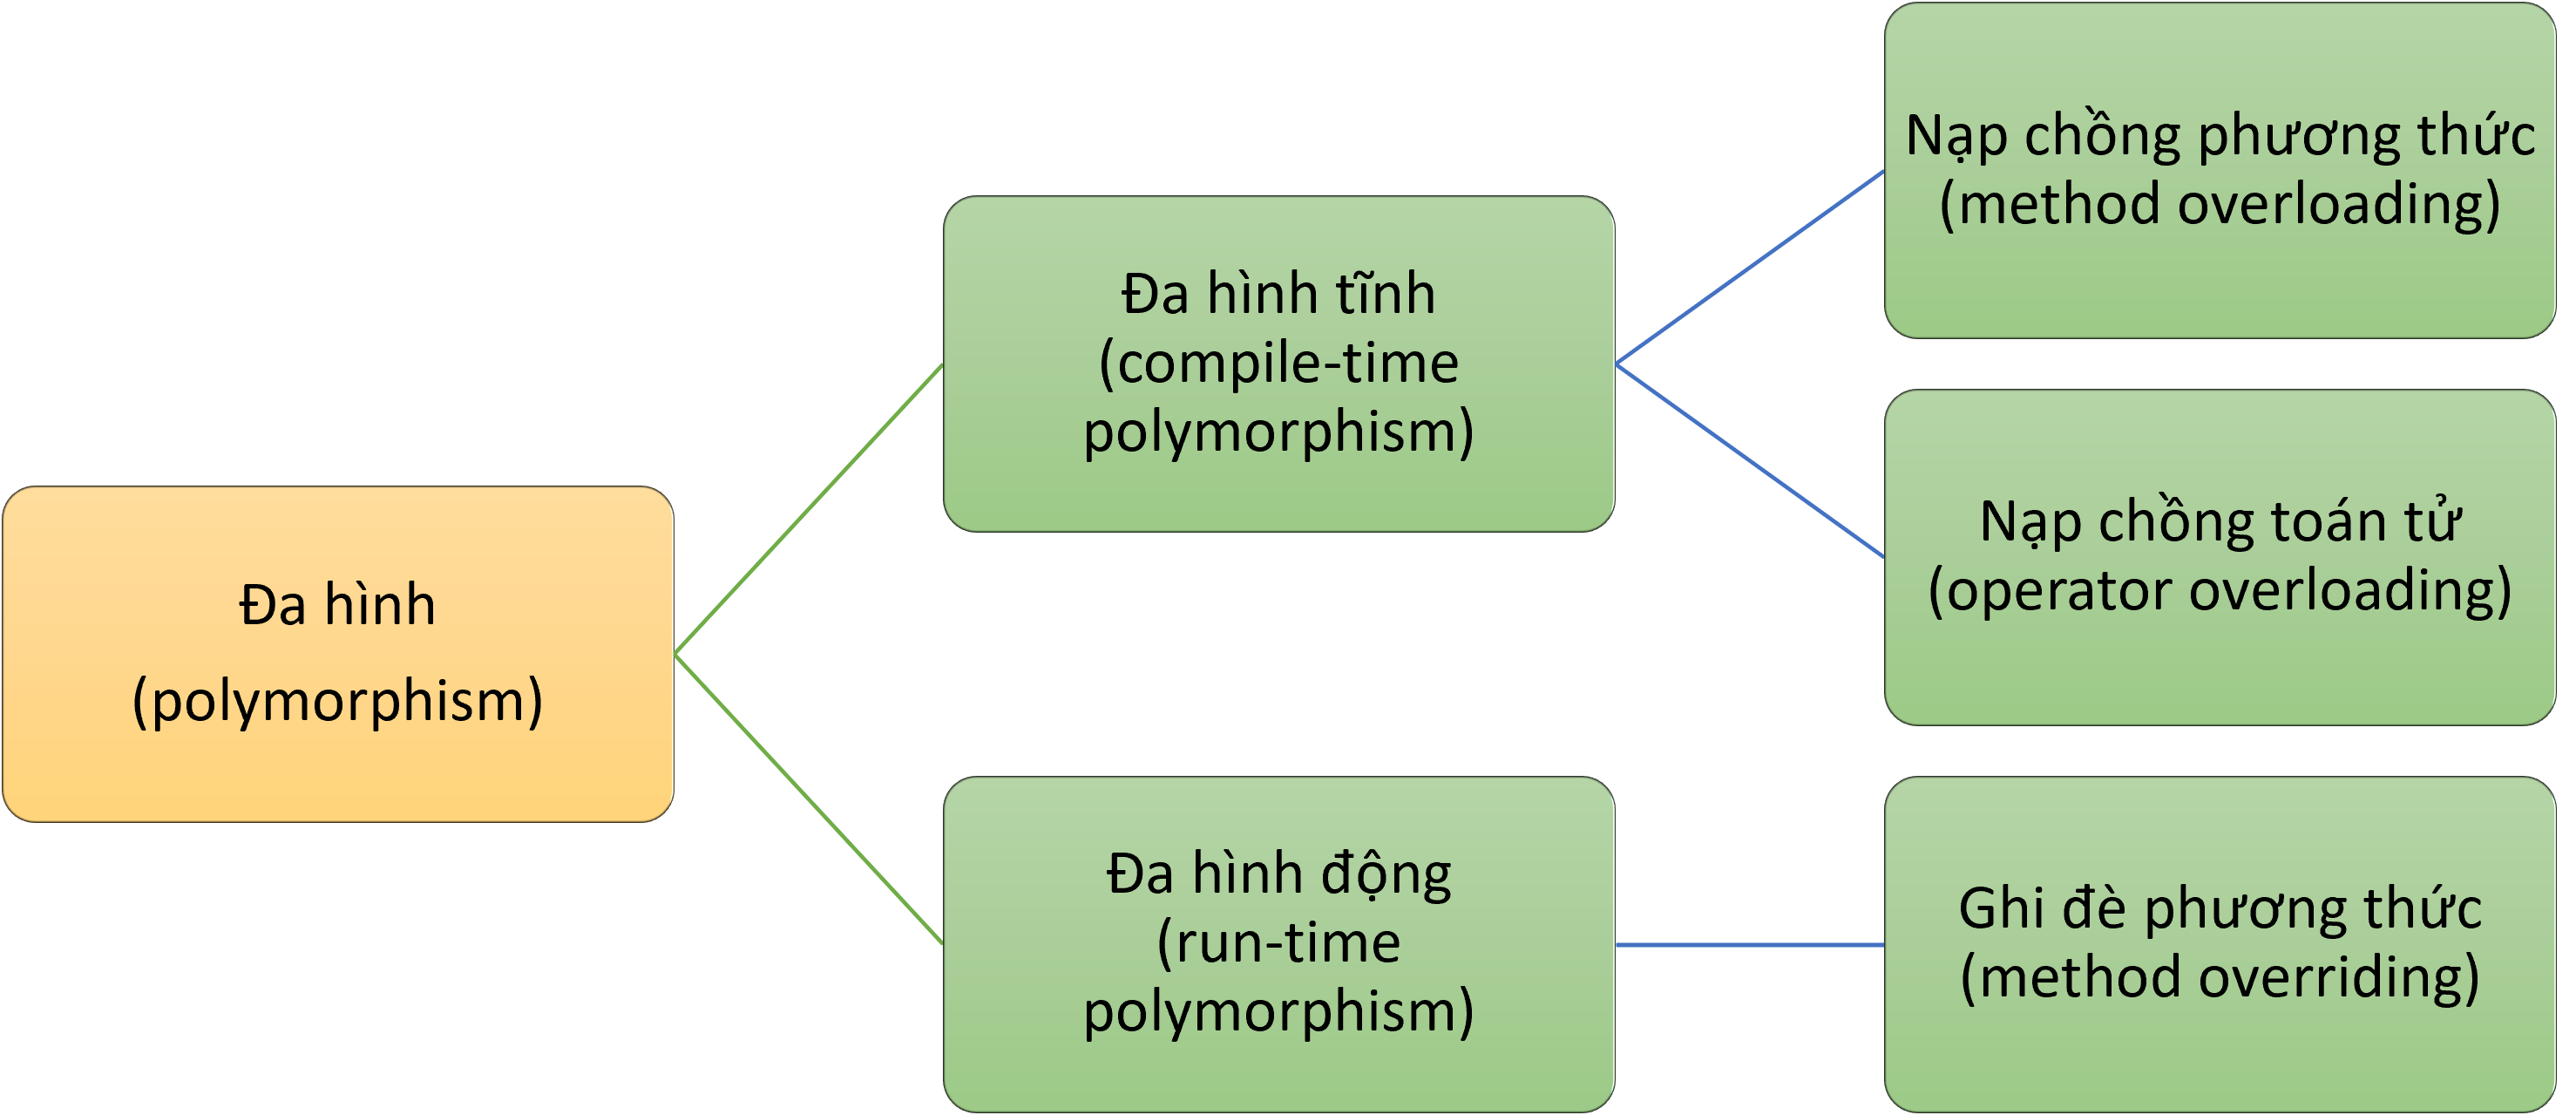 Đa hình
(polymorphism)
Đa hình tĩnh
(compile-time
polymorphism)
Nạp chồng phương thức
(method overloading)
Nạp chồng toán tử
(operator overloading)
Đa hình động
(run-time
polymorphism)
Ghi đè phương thức
(method overriding)